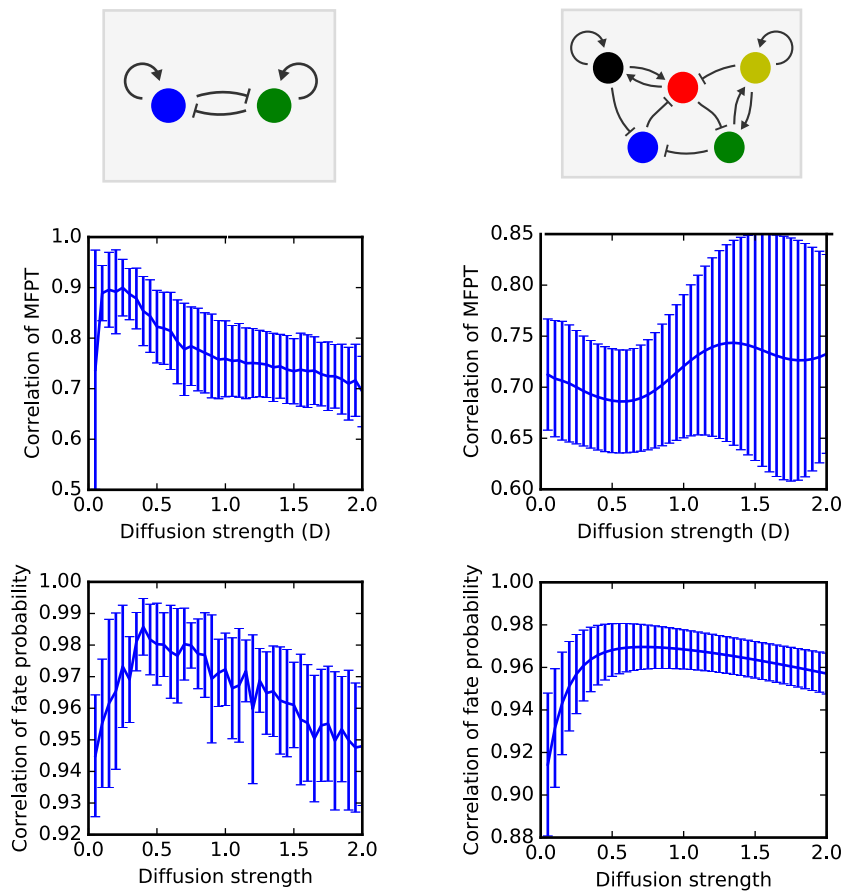 Correlation of MFPT
1.0
0.9
0.8
0.7
0.6
0.5
0.0 0.5 1.0 1.5 2.0
Diffusion strength (D)
Correlation of MFPT
0.85
0.80
0.75
0.70
0.65
0.60
0.0 0.5 1.0 1.5 2.0
Diffusion strength (D)
Correlation of fate probability
1.00
0.99
0.98
0.97
0.96
0.95
0.94
0.93
0.92
0.0 0.5 1.0 1.5 2.0
Diffusion strength
Correlation of fate probability
1.00
0.98
0.96
0.94
0.92
0.90
0.88
0.0 0.5 1.0 1.5 2.0
Diffusion strength